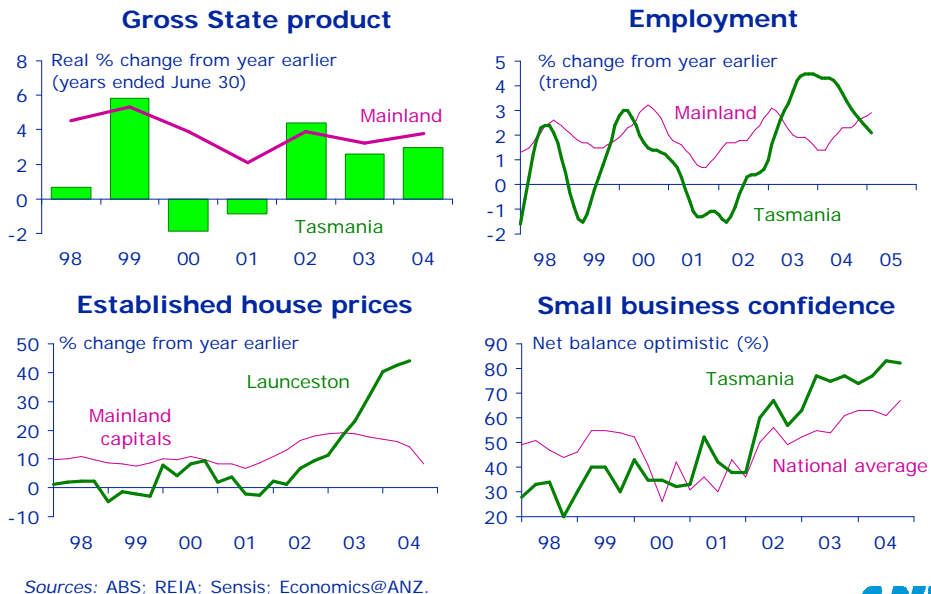 Gross State product
Real % change from year earlier
(years ended June 30)
8
6
4
2
0
-2
Mainland
Tasmania
98 99 00 01 02 03 04
Employment
% change from year earlier
(trend)
5
4
3
2
1
0
-1
-2
Mainland
Tasmania
98 99 00 01 02 03 04 05
Established house prices
% change from year earlier
50
40
30
20
10
0
-10
Launceston
Mainland
capitals
98 99 00 01 02 03 04
Small business confidence
Net balance optimistic (%)
90
80
70
60
50
40
30
20
Tasmania
National average
98 99 00 01 02 03 04
Sources: ABS; REIA; Sensis; Economics@ANZ.